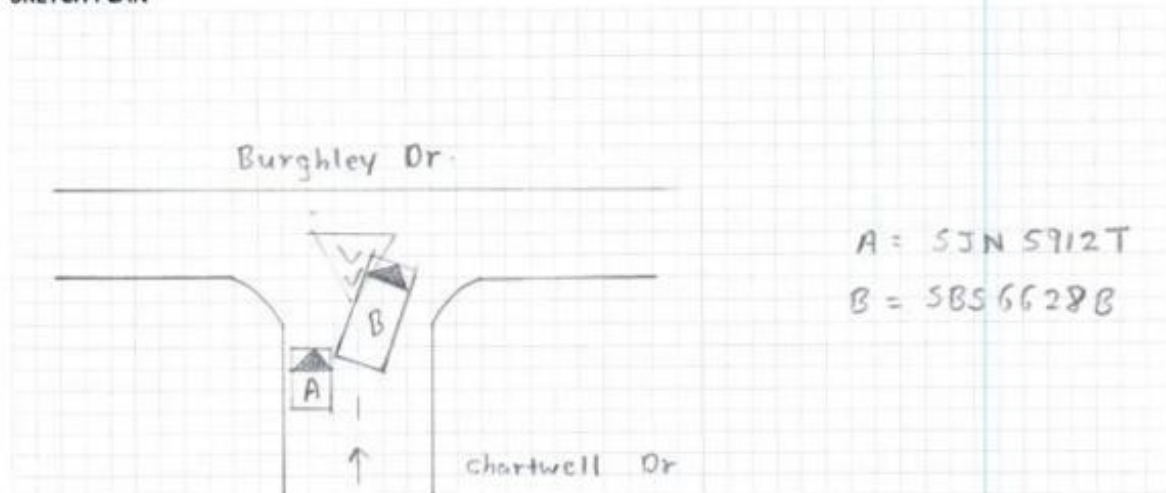 Burghley Dr.
A = SJN 5912T
B = SBS 6628B
B
A
Chartwell Dr